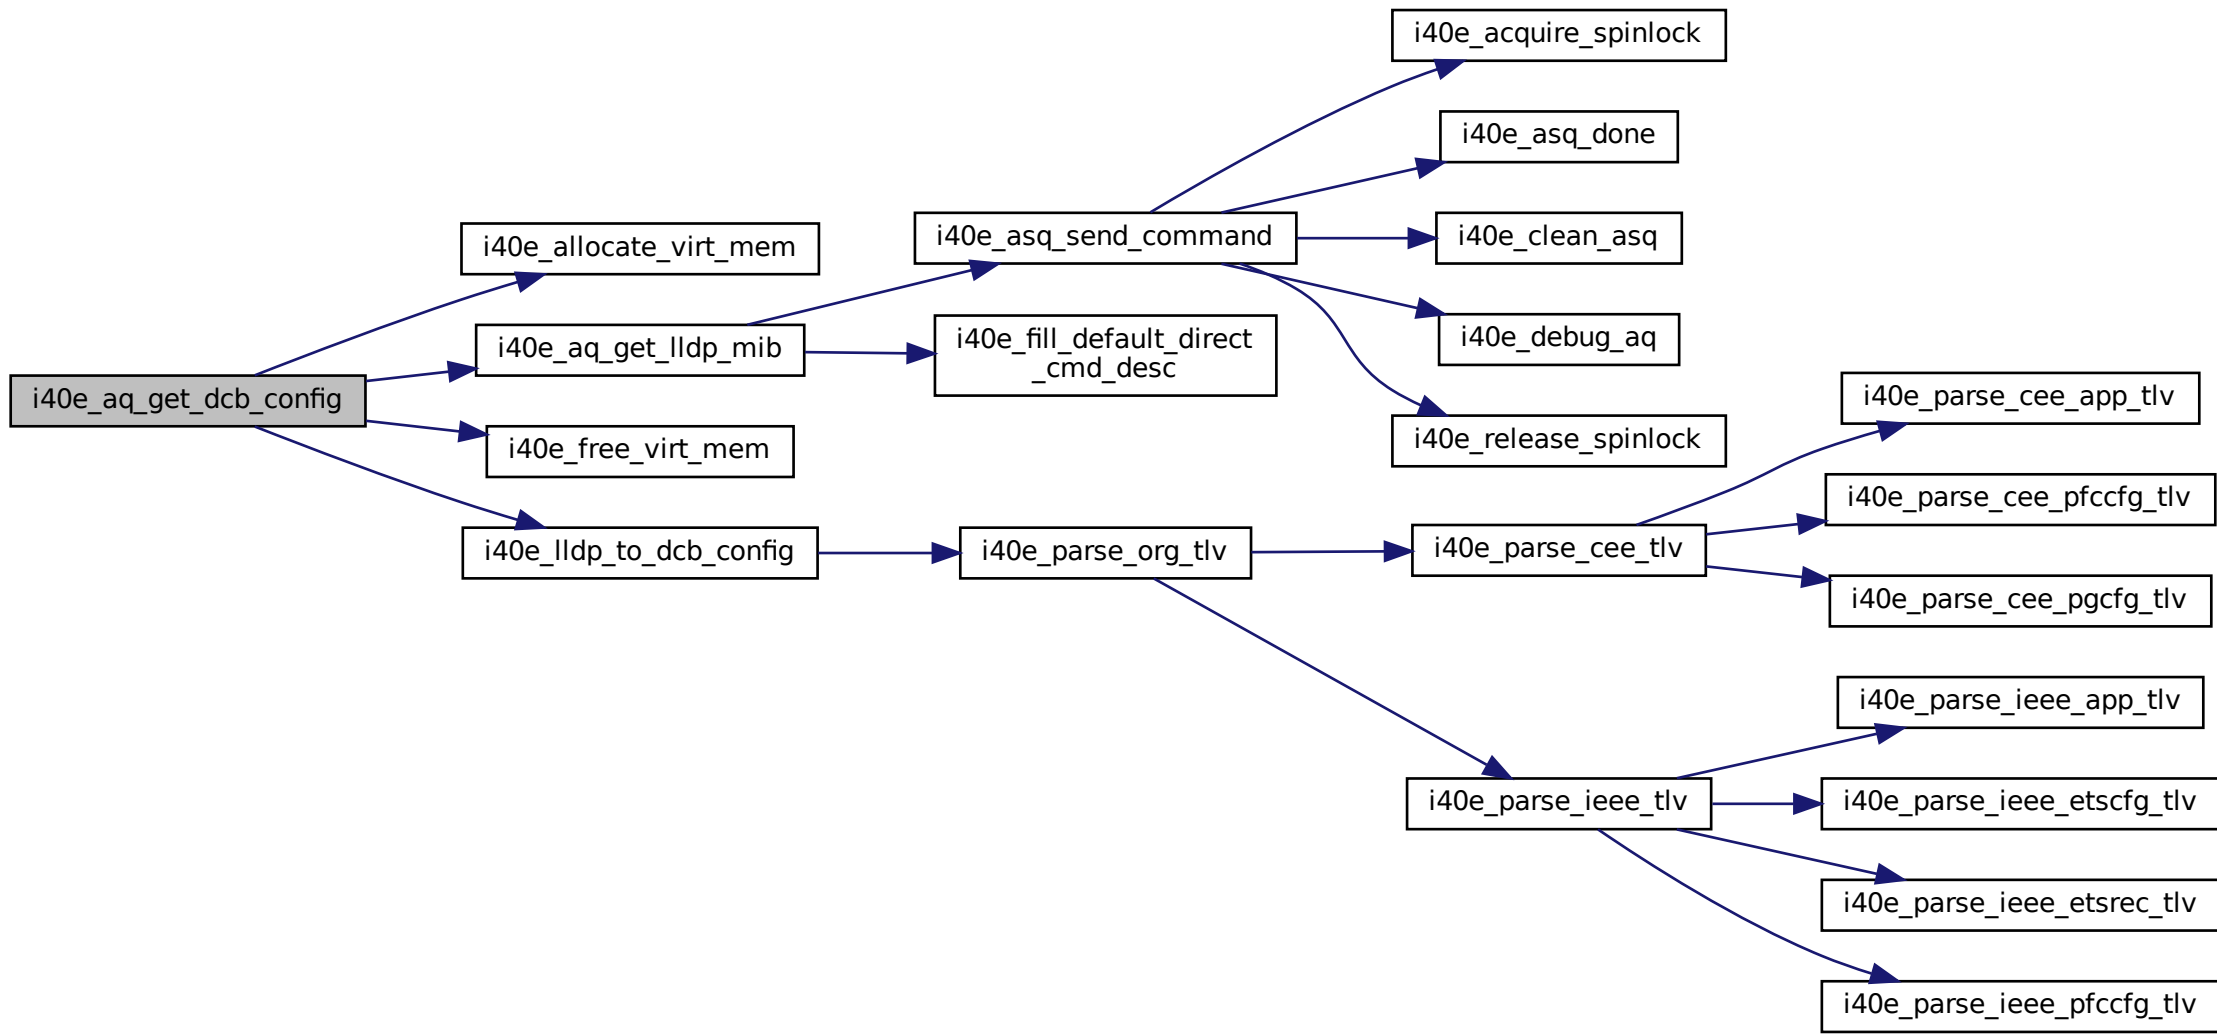 i40e_aq_get_dcb_config
i40e_allocate_virt_mem
i40e_aq_get_lldp_mib
i40e_free_virt_mem
i40e_lldp_to_dcb_config
i40e_asq_send_command
i40e_fill_default_direct
_cmd_desc
i40e_parse_org_tlv
i40e_acquire_spinlock
i40e_asq_done
i40e_clean_asq
i40e_debug_aq
i40e_release_spinlock
i40e_parse_cee_tlv
i40e_parse_ieee_tlv
i40e_parse_cee_app_tlv
i40e_parse_cee_pfccfg_tlv
i40e_parse_cee_pgcfg_tlv
i40e_parse_ieee_app_tlv
i40e_parse_ieee_etscfg_tlv
i40e_parse_ieee_etsrec_tlv
i40e_parse_ieee_pfccfg_tlv